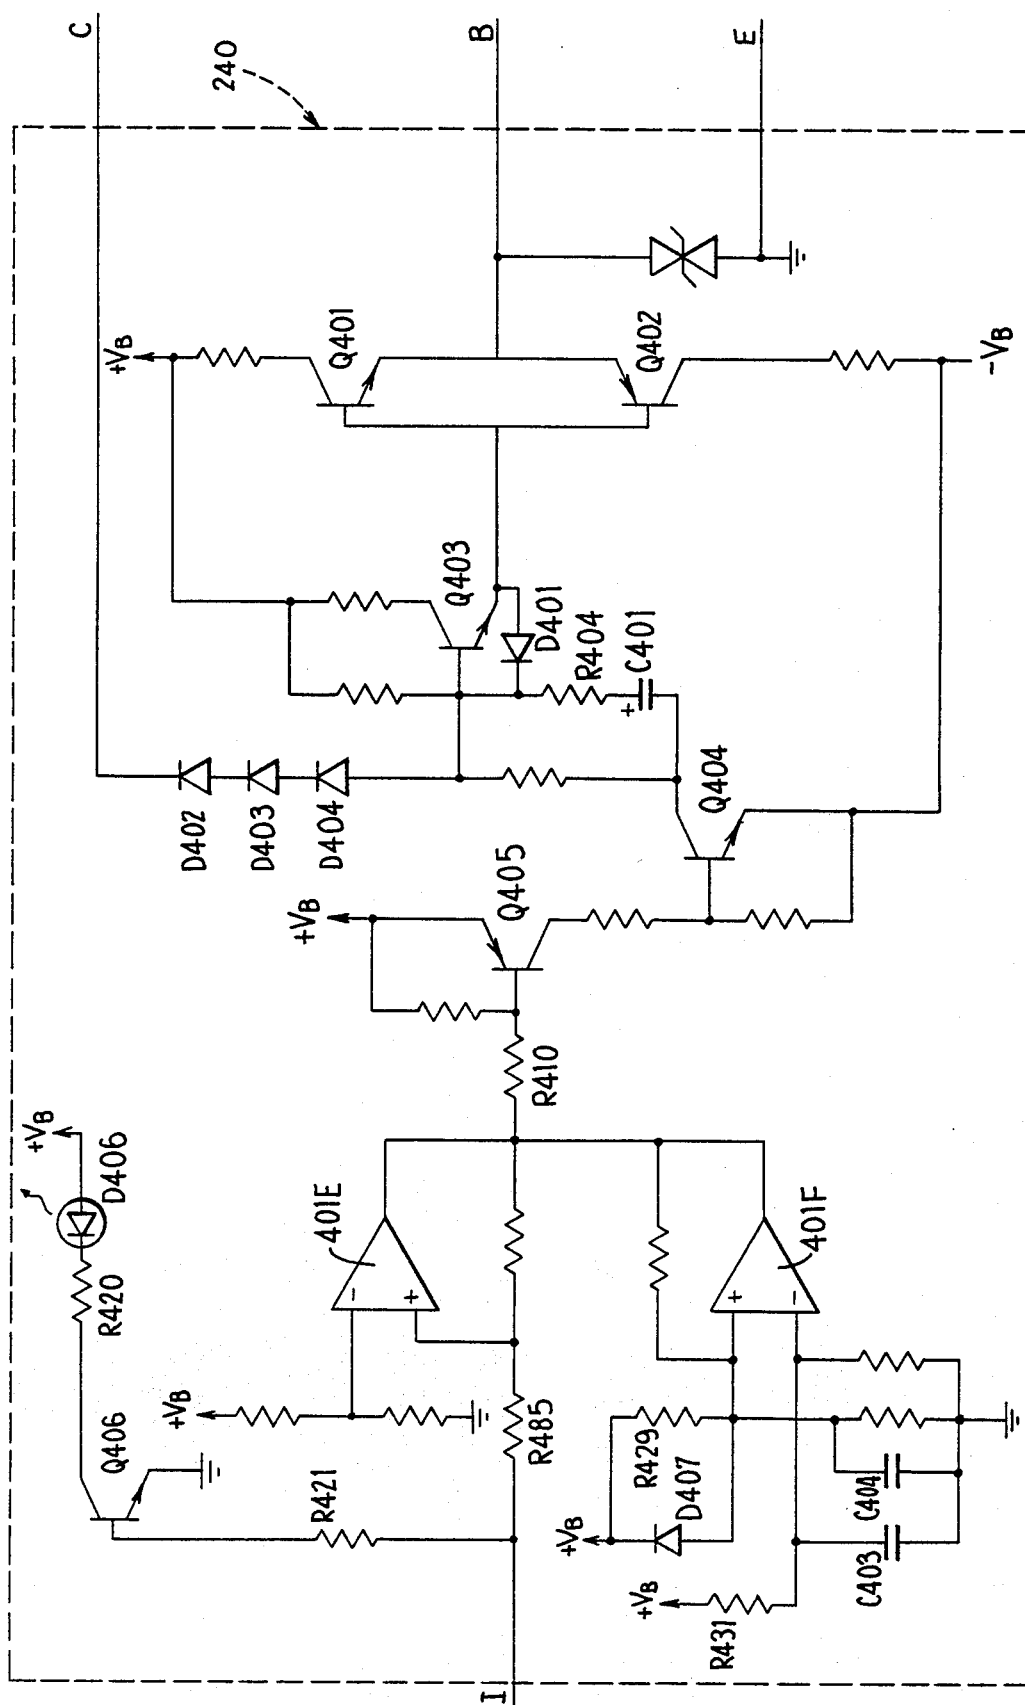 C
B
E
240
+VB
Q401
Q402
-VB
Q403
D401
R404
+
C401
D402
D403
D404
Q404
+VB
Q405
R410
+VB
D406
R420
Q406
401E
-
+
+VB
R485
R421
401F
+
-
R429
D407
+VB
C404
C403
+VB
R431
I